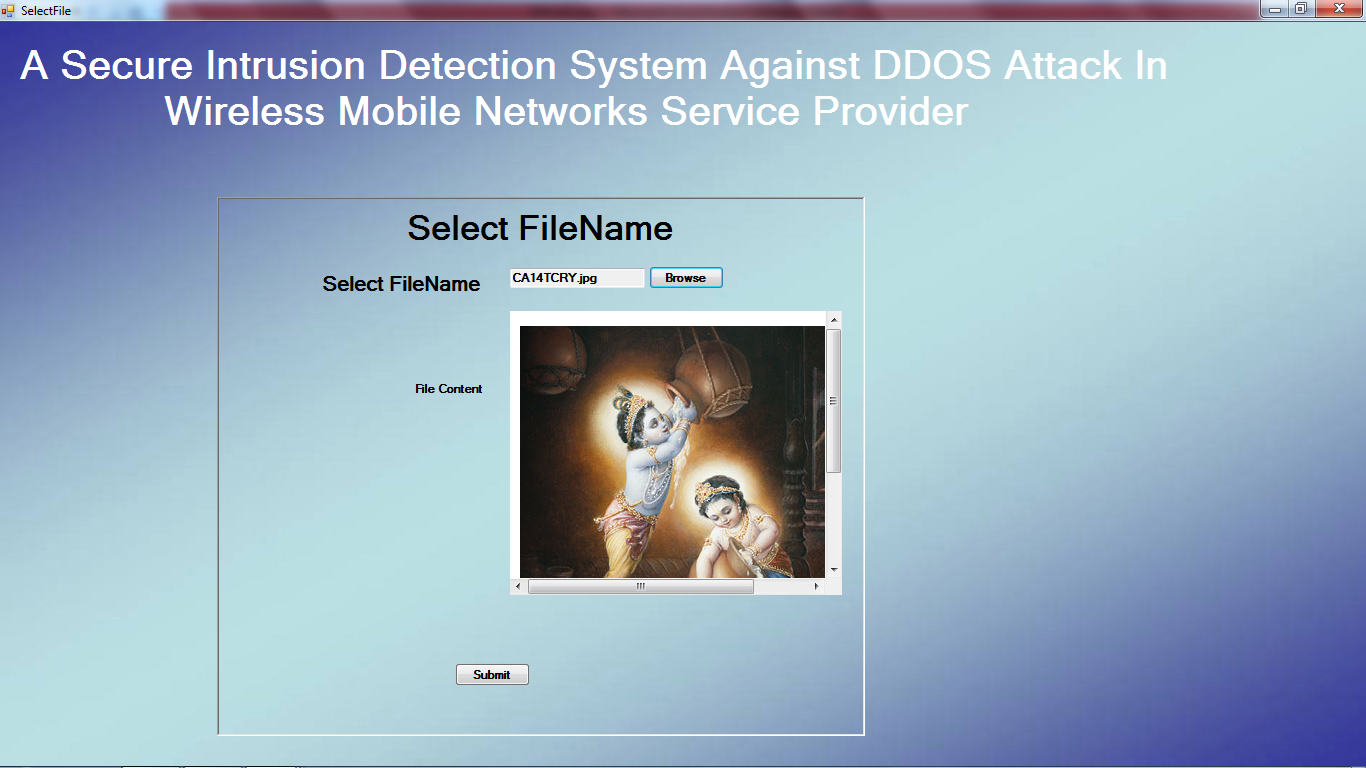 SelectFile
A Secure Intrusion Detection System Against DDOS Attack In
Wireless Mobile Networks Service Provider
Select FileName
Select FileName CA14TCRY.jpg Browse
File Content
Submit